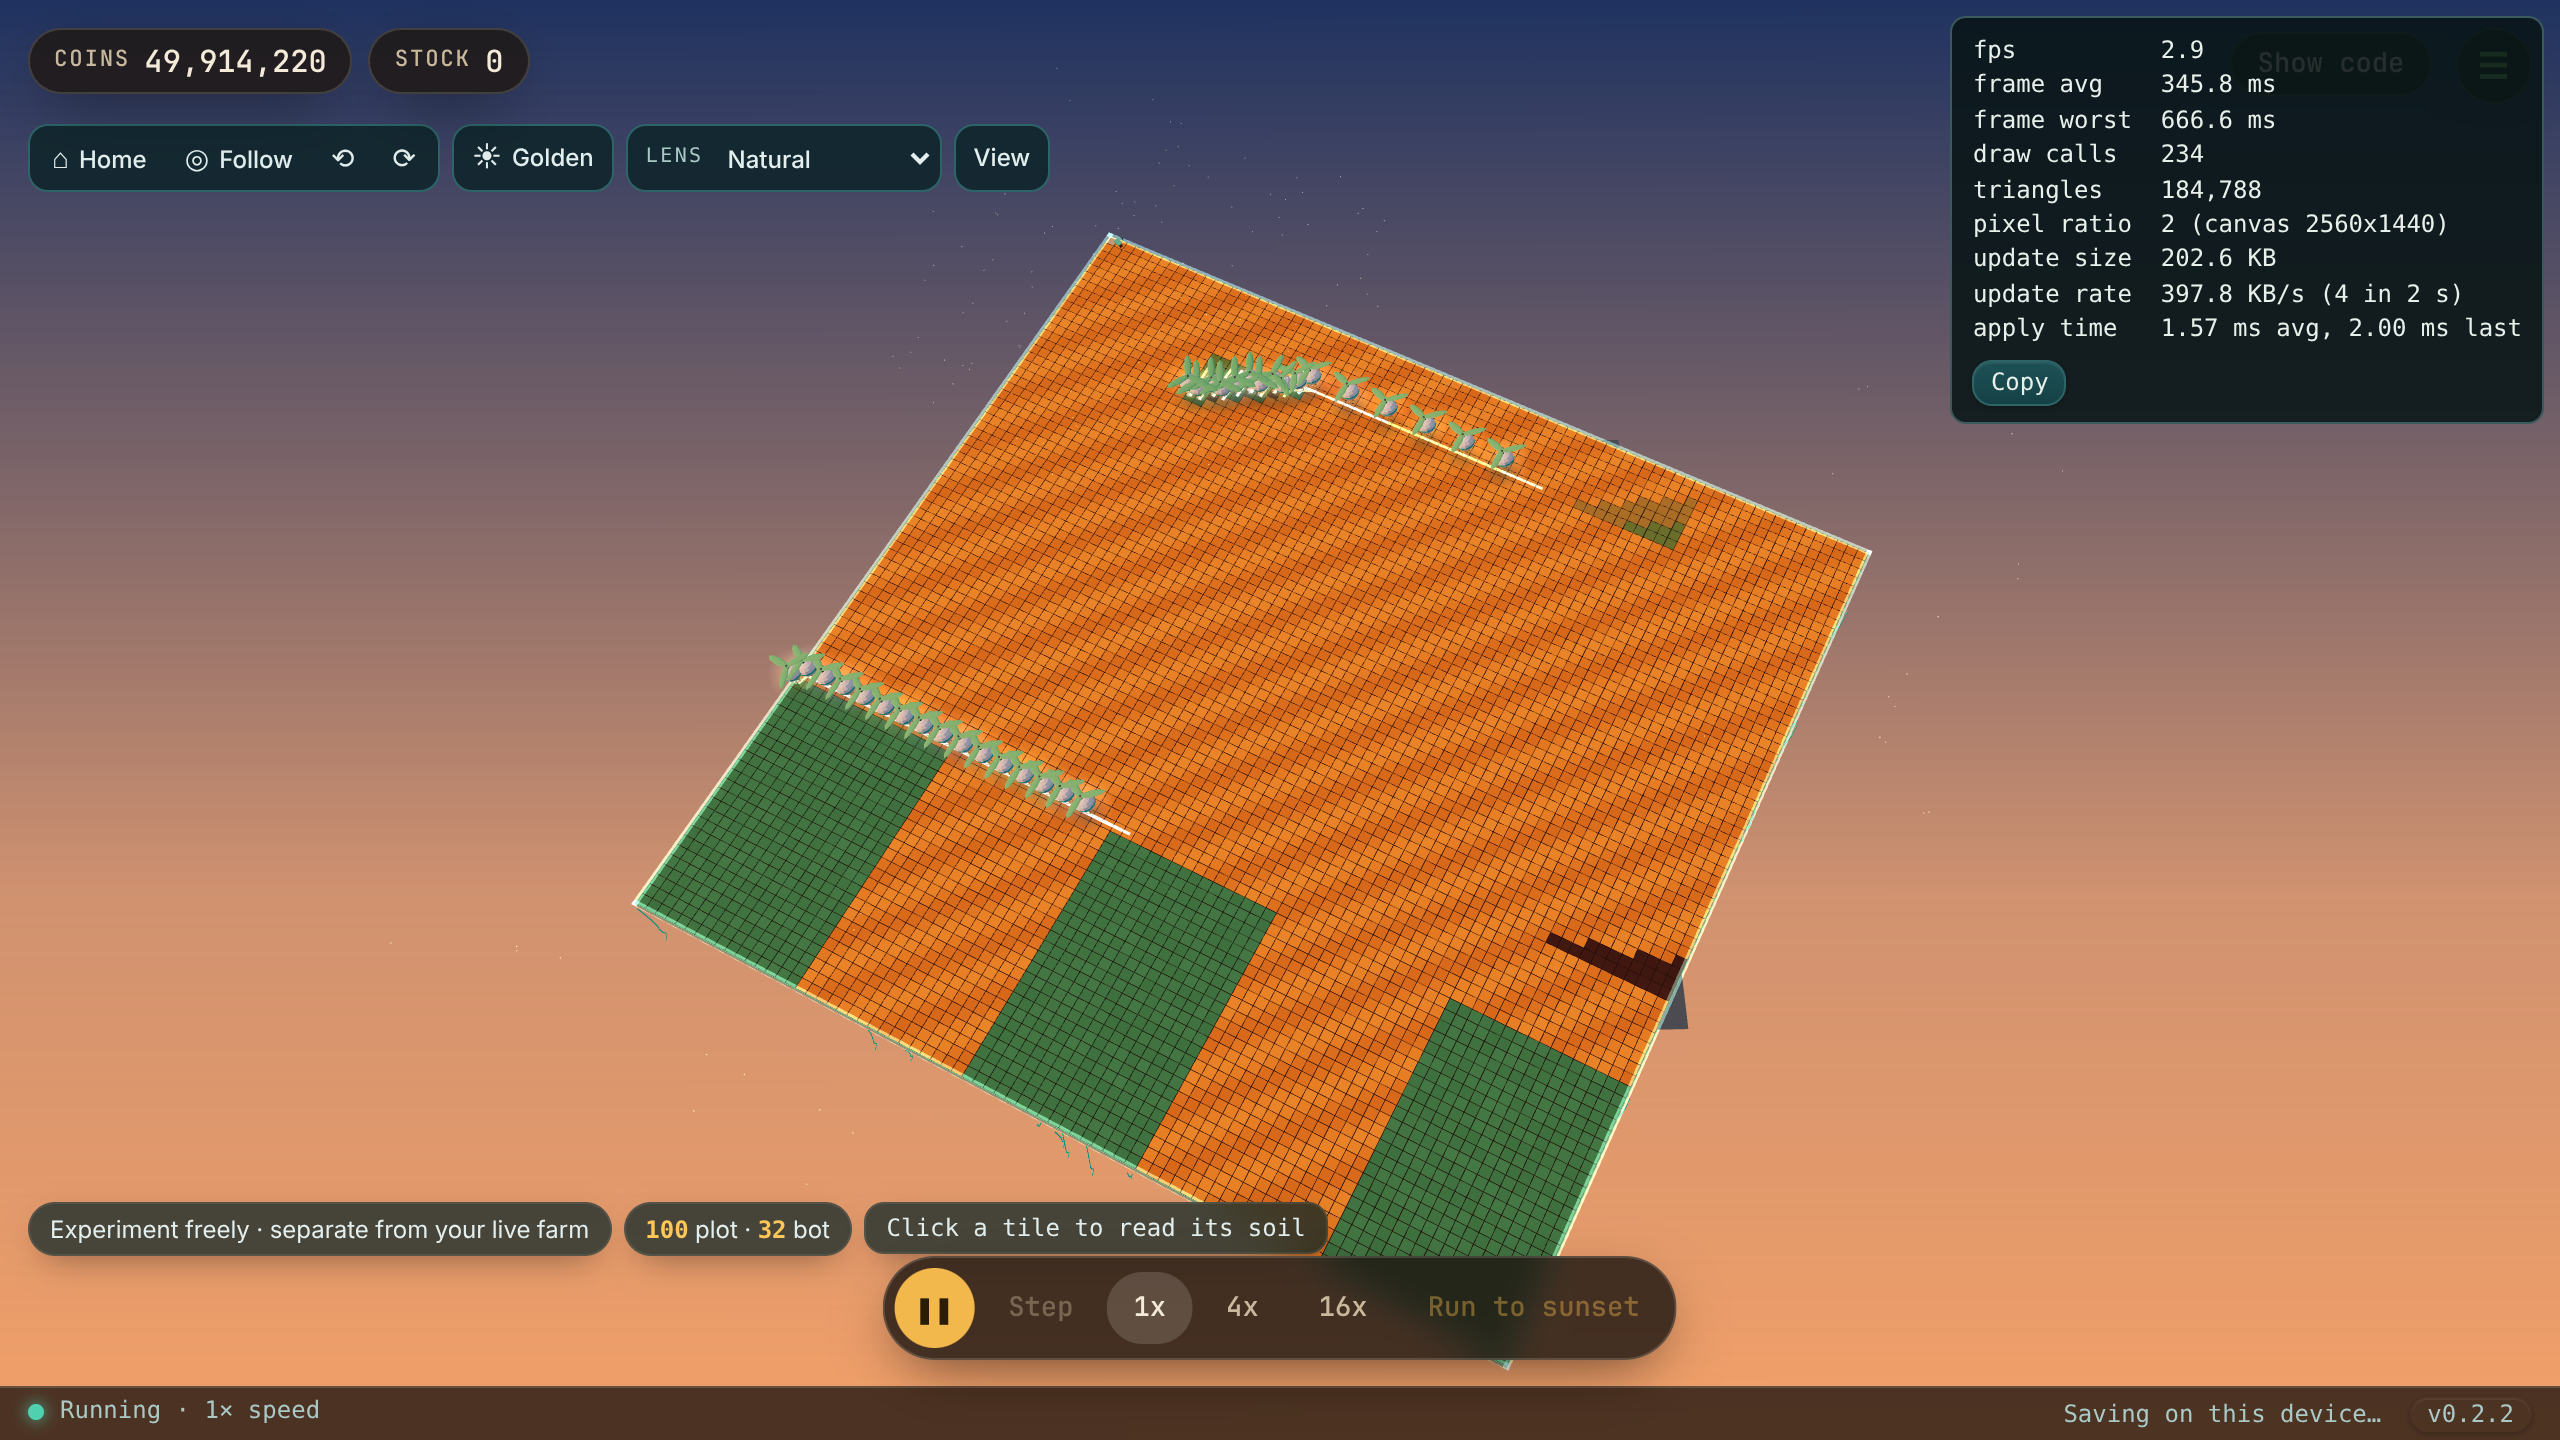 COINS 49,914,220
STOCK 0
⌂ Home ◎ Follow ⟲ ⟳
☀ Golden
LENS Natural
View
Show code
fps 2.9
frame avg 345.8 ms
frame worst 666.6 ms
draw calls 234
triangles 184,788
pixel ratio 2 (canvas 2560x1440)
update size 202.6 KB
update rate 397.8 KB/s (4 in 2 s)
apply time 1.57 ms avg, 2.00 ms last
Copy
Experiment freely · separate from your live farm
100 plot · 32 bot
Click a tile to read its soil
Step 1x 4x 16x Run to sunset
Running · 1× speed
Saving on this device…
v0.2.2